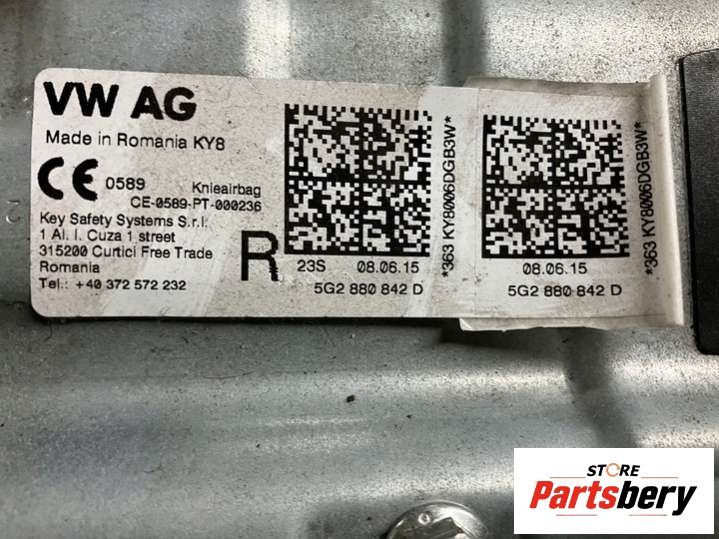 VW AG
Made in Romania KY8
CE 0589 Knieairbag
CE-0589-PT-000236
Key Safety Systems S.r.l.
1 Al. I. Cuza 1 street
315200 Curtici Free Trade
Romania
Tel.: +40 372 572 232
R
23S 08.06.15
5G2 880 842 D
*363 KY8006DGB3W*
08.06.15
5G2 880 842 D
*363 KY8006DGB3W*
STORE
Partsbery